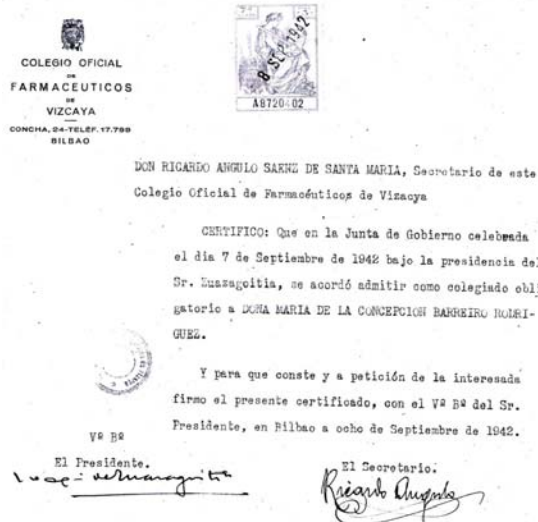 COLEGIO OFICIAL
DE
FARMACEUTICOS
DE
VIZCAYA
CONCHA, 24-TELÉF. 17.799
BILBAO
8 SEP 1942
A8720402
DON RICARDO ANGULO SAENZ DE SANTA MARIA, Secretario de este
Colegio Oficial de Farmacéuticos de Vizacya
CERTIFICO: Que en la Junta de Gobierno celebrada
el dia 7 de Septiembre de 1942 bajo la presidencia del
Sr. Zuazagoitia, se acordó admitir como colegiado obli
gatorio a DOÑA MARIA DE LA CONCEPCION BARREIRO RODRI-
GUEZ.
Y para que conste y a petición de la interesada
firmo el presente certificado, con el Vº Bº del Sr.
Presidente, en Bilbao a ocho de Septiembre de 1942.
Vº Bº
El Presidente.
El Secretario.
Ricardo Angulo